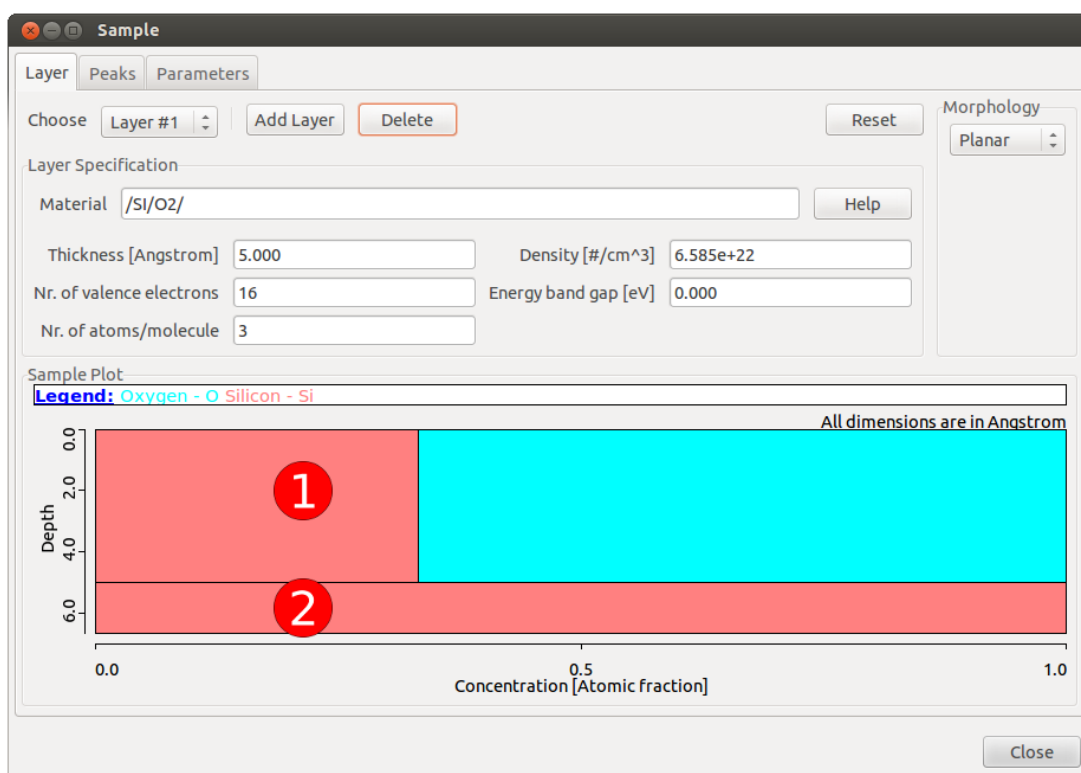 Sample
Layer Peaks Parameters
Choose Layer #1 Add Layer Delete Reset
Morphology
Planar
Layer Specification
Material /SI/O2/ Help
Thickness [Angstrom] 5.000 Density [#/cm^3] 6.585e+22
Nr. of valence electrons 16 Energy band gap [eV] 0.000
Nr. of atoms/molecule 3
Sample Plot
Legend: Oxygen - O Silicon - Si
All dimensions are in Angstrom
Depth
0.0
2.0
4.0
6.0
1
2
0.0 0.5 1.0
Concentration [Atomic fraction]
Close